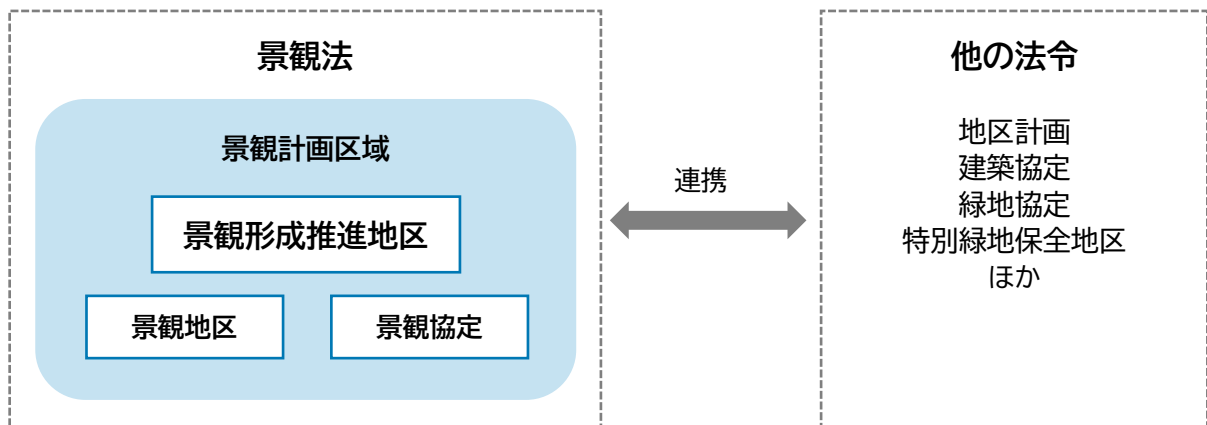 景観法
景観計画区域
景観形成推進地区
景観地区
景観協定
連携
他の法令
地区計画
建築協定
緑地協定
特別緑地保全地区
ほか